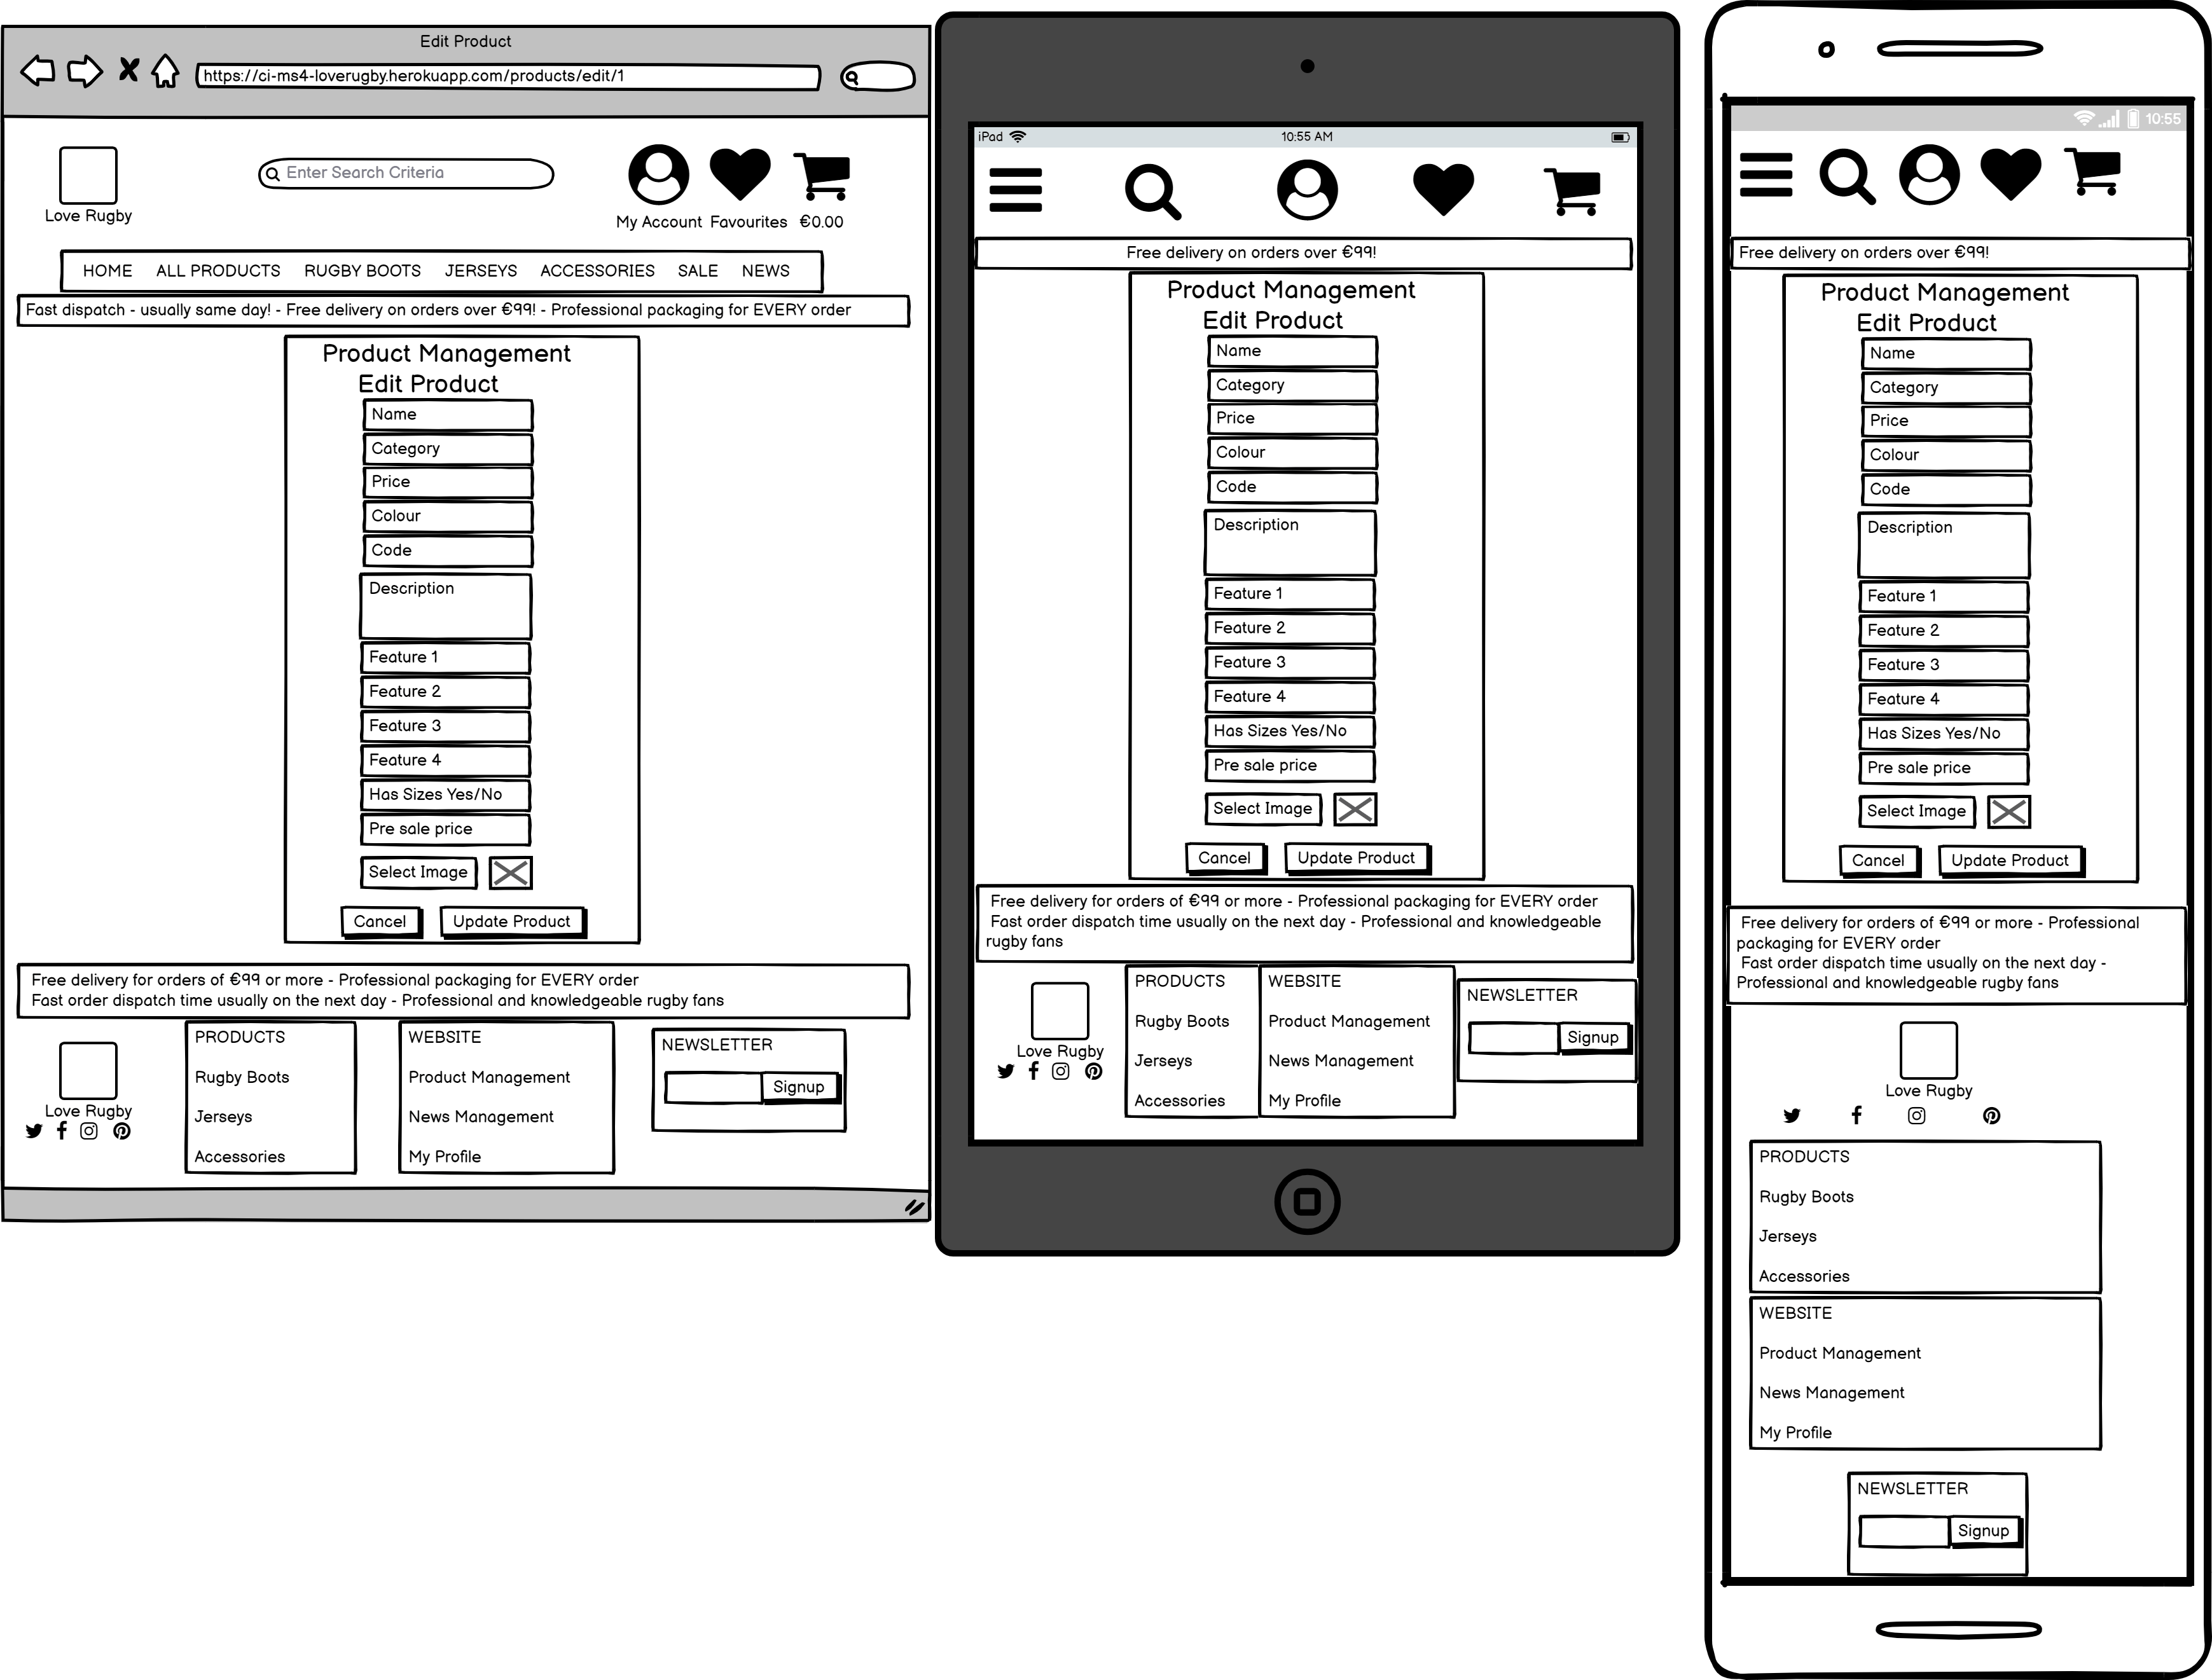 Edit Product
https://ci-ms4-loverugby.herokuapp.com/products/edit/1
Love Rugby
Enter Search Criteria
My Account Favourites €0.00
HOME ALL PRODUCTS RUGBY BOOTS JERSEYS ACCESSORIES SALE NEWS
Fast dispatch - usually same day! - Free delivery on orders over €99! - Professional packaging for EVERY order
Product Management
Edit Product
Name
Category
Price
Colour
Code
Description
Feature 1
Feature 2
Feature 3
Feature 4
Has Sizes Yes/No
Pre sale price
Select Image
Cancel Update Product
Free delivery for orders of €99 or more - Professional packaging for EVERY order
Fast order dispatch time usually on the next day - Professional and knowledgeable rugby fans
Love Rugby
PRODUCTS
Rugby Boots
Jerseys
Accessories
WEBSITE
Product Management
News Management
My Profile
NEWSLETTER
Signup
iPad 10:55 AM
Free delivery on orders over €99!
Product Management
Edit Product
Name
Category
Price
Colour
Code
Description
Feature 1
Feature 2
Feature 3
Feature 4
Has Sizes Yes/No
Pre sale price
Select Image
Cancel Update Product
Free delivery for orders of €99 or more - Professional packaging for EVERY order
Fast order dispatch time usually on the next day - Professional and knowledgeable
rugby fans
Love Rugby
PRODUCTS
Rugby Boots
Jerseys
Accessories
WEBSITE
Product Management
News Management
My Profile
NEWSLETTER
Signup
10:55
Free delivery on orders over €99!
Product Management
Edit Product
Name
Category
Price
Colour
Code
Description
Feature 1
Feature 2
Feature 3
Feature 4
Has Sizes Yes/No
Pre sale price
Select Image
Cancel Update Product
Free delivery for orders of €99 or more - Professional
packaging for EVERY order
Fast order dispatch time usually on the next day -
Professional and knowledgeable rugby fans
Love Rugby
PRODUCTS
Rugby Boots
Jerseys
Accessories
WEBSITE
Product Management
News Management
My Profile
NEWSLETTER
Signup